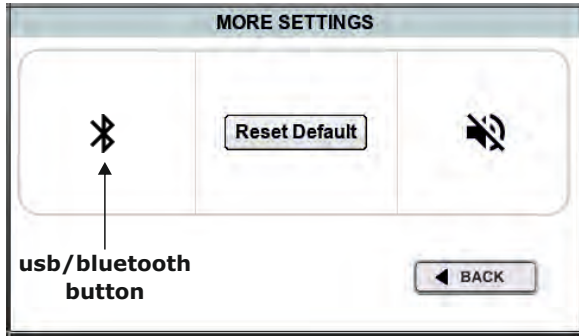 MORE SETTINGS
Reset Default
usb/bluetooth
button
BACK